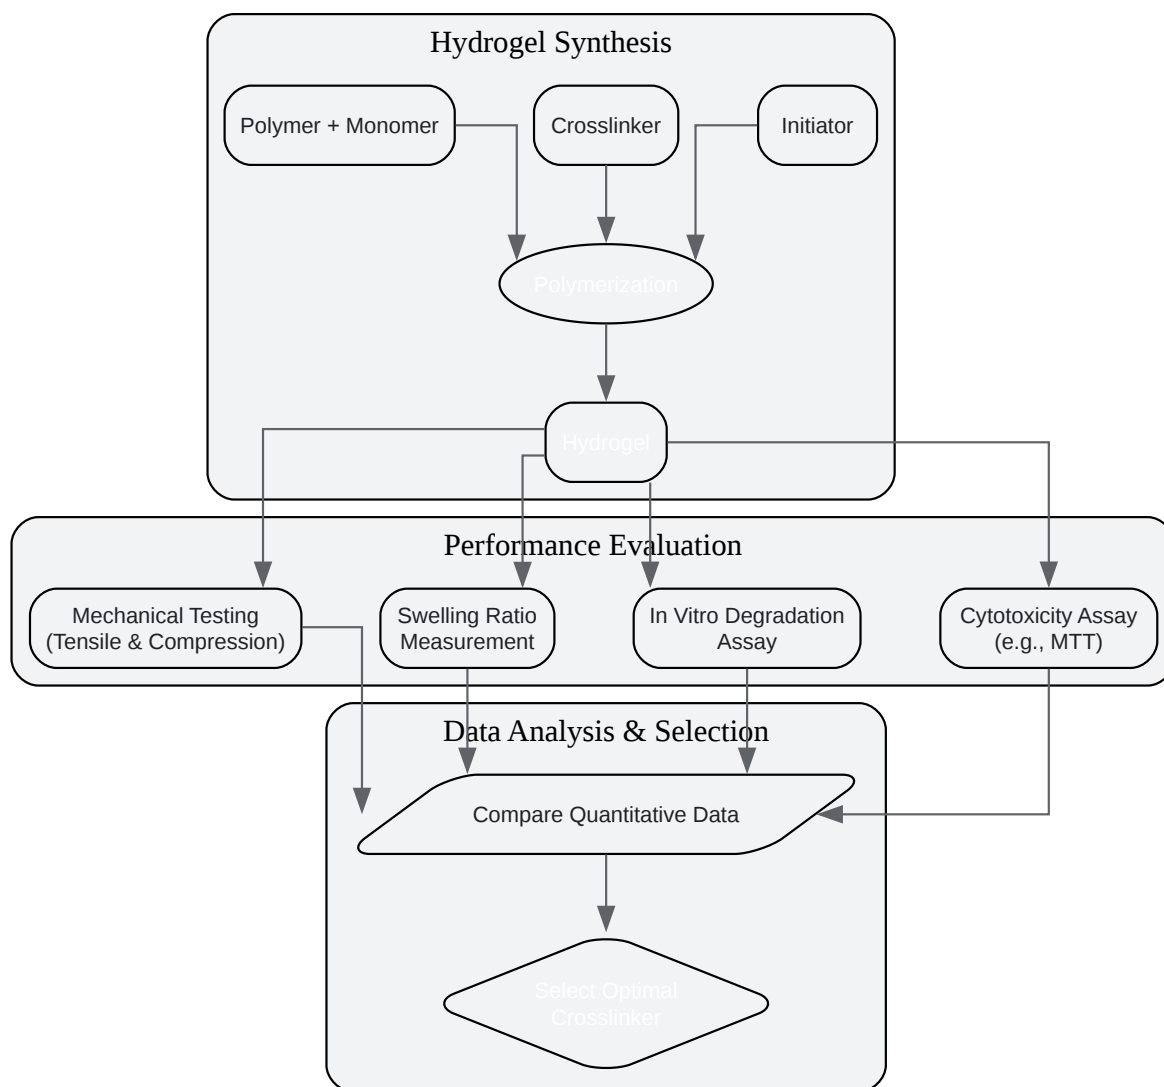 Hydrogel Synthesis
Polymer + Monomer
Crosslinker
Initiator
Polymerization
Hydrogel
Performance Evaluation
Mechanical Testing
(Tensile & Compression)
Swelling Ratio
Measurement
In Vitro Degradation
Assay
Cytotoxicity Assay
(e.g., MTT)
Data Analysis & Selection
Compare Quantitative Data
Select Optimal
Crosslinker